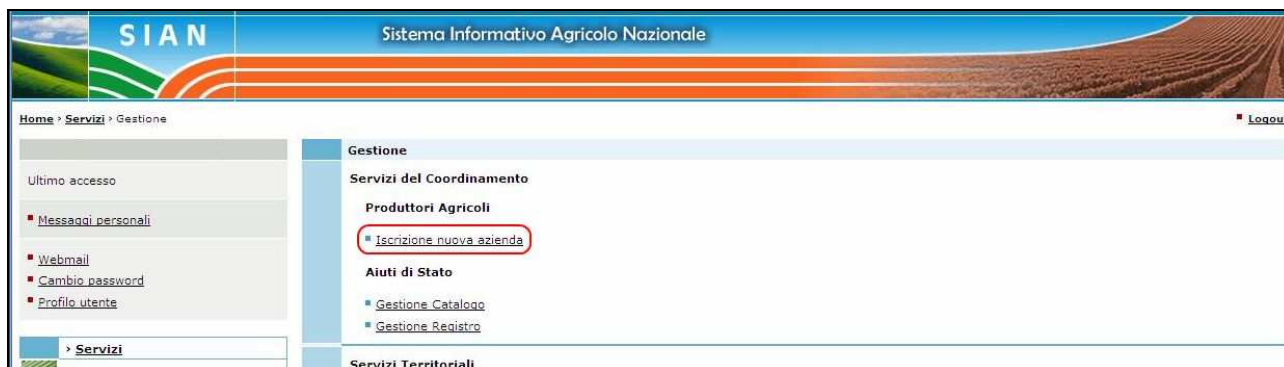 SIAN
Sistema Informativo Agricolo Nazionale
Home › Servizi › Gestione
Logou
Ultimo accesso
Messaggi personali
Webmail
Cambio password
Profilo utente
› Servizi
Gestione
Servizi del Coordinamento
Produttori Agricoli
Iscrizione nuova azienda
Aiuti di Stato
Gestione Catalogo
Gestione Registro
Servizi Territoriali